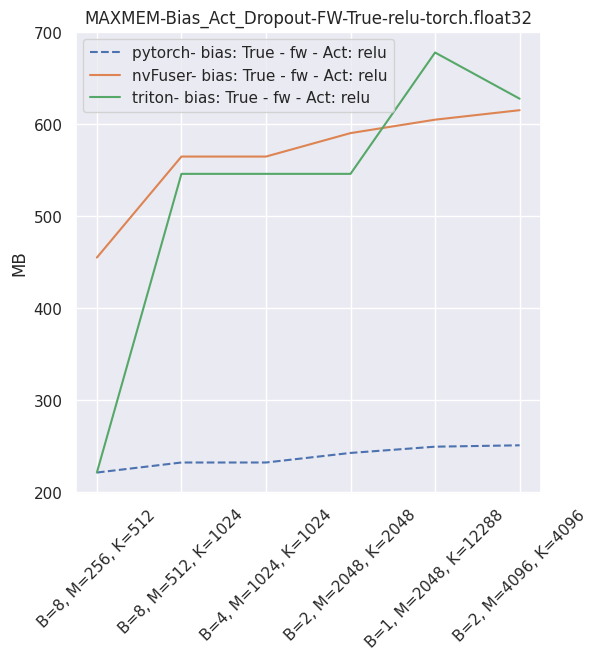 MAXMEM-Bias_Act_Dropout-FW-True-relu-torch.float32
pytorch- bias: True - fw - Act: relu
nvFuser- bias: True - fw - Act: relu
triton- bias: True - fw - Act: relu
MB
700
600
500
400
300
200
B=8, M=256, K=512
B=8, M=512, K=1024
B=4, M=1024, K=1024
B=2, M=2048, K=2048
B=1, M=2048, K=12288
B=2, M=4096, K=4096